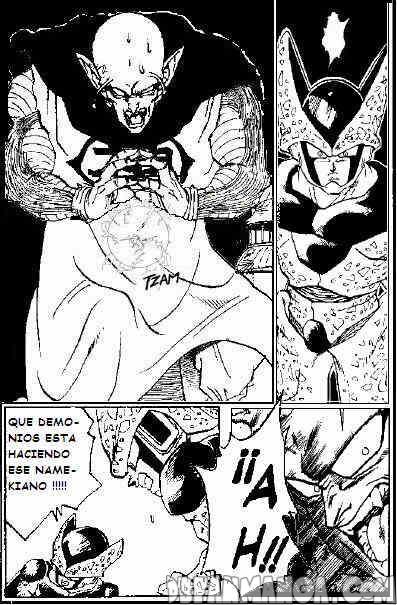 TZAM
QUE DEMO-
NIOS ESTA
HACIENDO
ESE NAME-
KIANO !!!!!
¡¡A
H!!